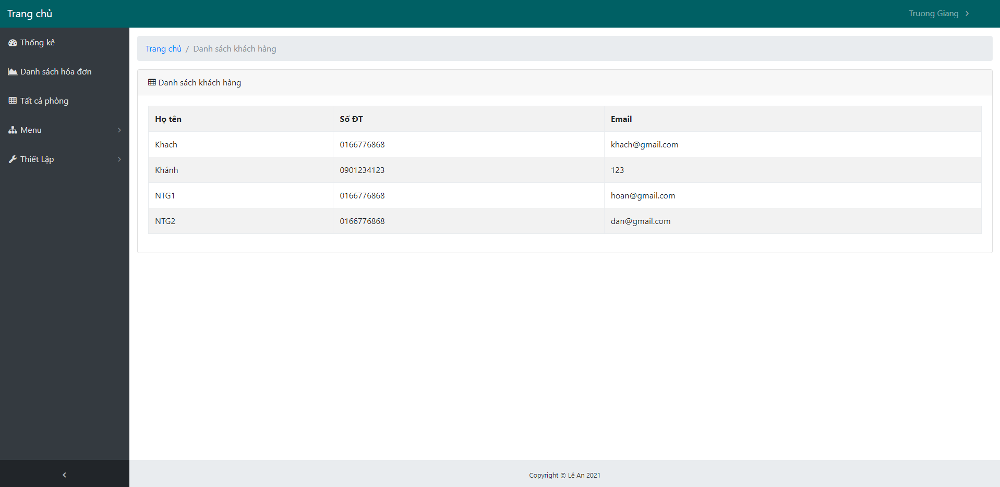 Trang chủ
Truong Giang
Thống kê
Danh sách hóa đơn
Tất cả phòng
Menu
Thiết Lập
Trang chủ / Danh sách khách hàng
Danh sách khách hàng
Họ tên Số ĐT Email
Khach 0166776868 khach@gmail.com
Khánh 0901234123 123
NTG1 0166776868 hoan@gmail.com
NTG2 0166776868 dan@gmail.com
Copyright © Lê An 2021